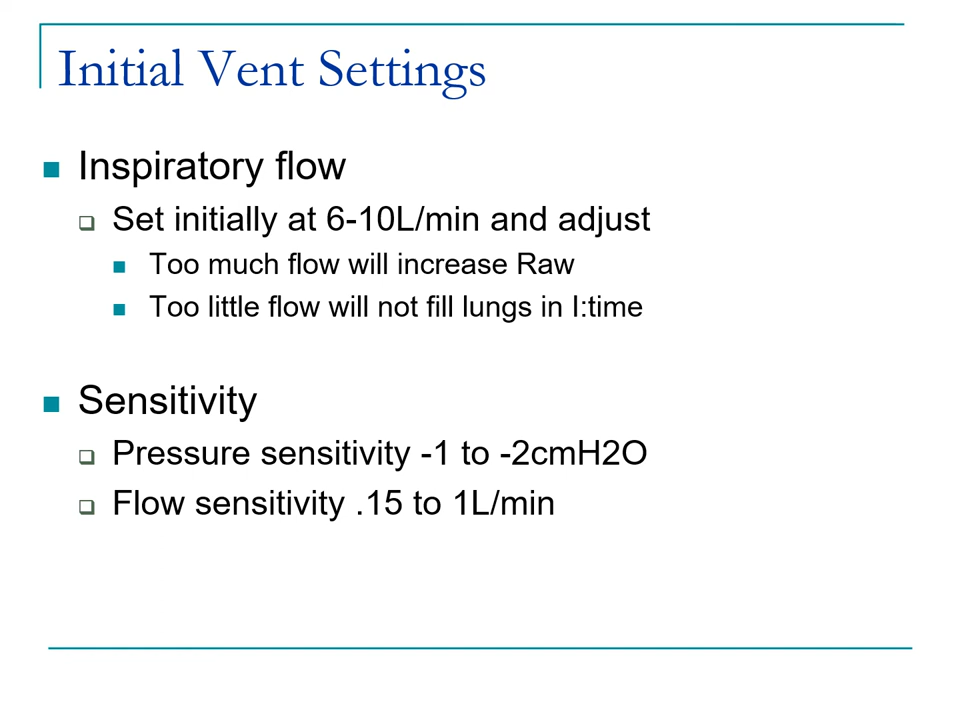 Initial Vent Settings
Inspiratory flow
Set initially at 6-10L/min and adjust
Too much flow will increase Raw
Too little flow will not fill lungs in I:time
Sensitivity
Pressure sensitivity -1 to -2cmH2O
Flow sensitivity .15 to 1L/min